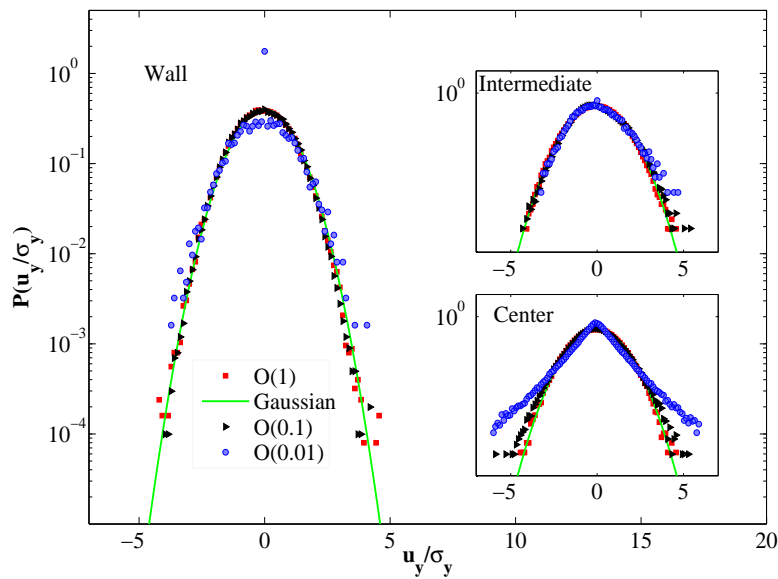 Wall
10^0
10^-1
10^-2
10^-3
10^-4
P(u_y/σ_y)
O(1)
Gaussian
O(0.1)
O(0.01)
−5 0 5 10 15 20
u_y/σ_y
Intermediate
10^0
−5 0 5
Center
10^0
−5 0 5